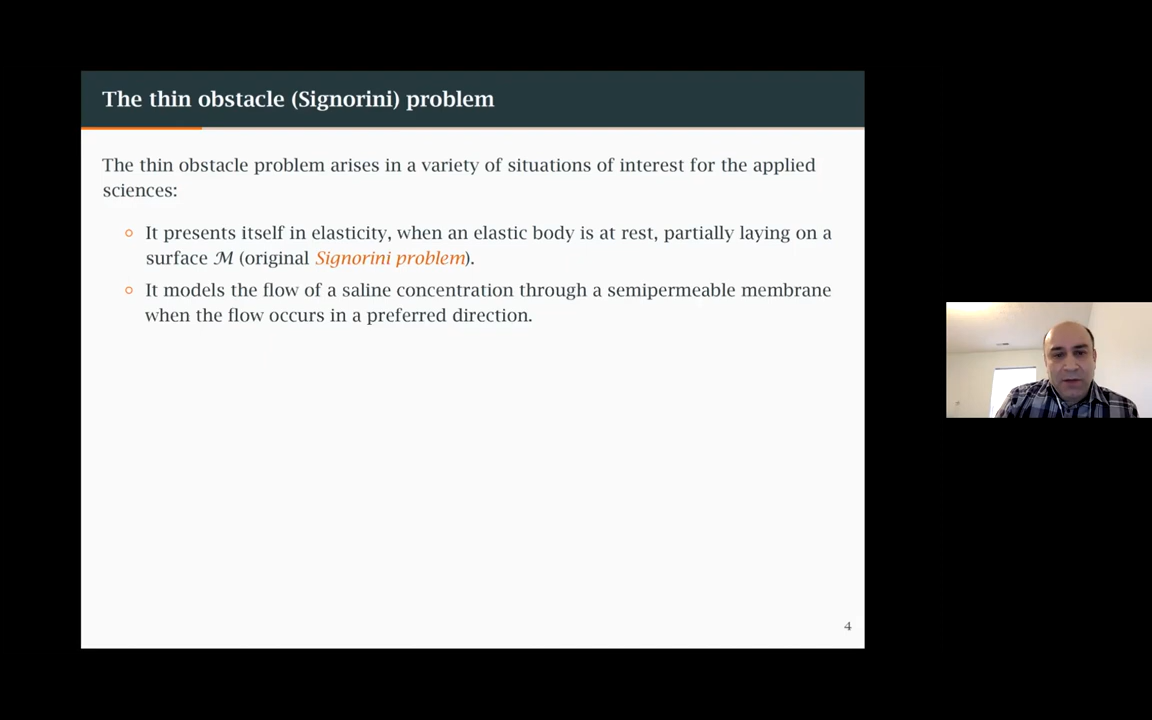 The thin obstacle (Signorini) problem
The thin obstacle problem arises in a variety of situations of interest for the applied
sciences:
It presents itself in elasticity, when an elastic body is at rest, partially laying on a
surface ℳ (original Signorini problem).
It models the flow of a saline concentration through a semipermeable membrane
when the flow occurs in a preferred direction.
4